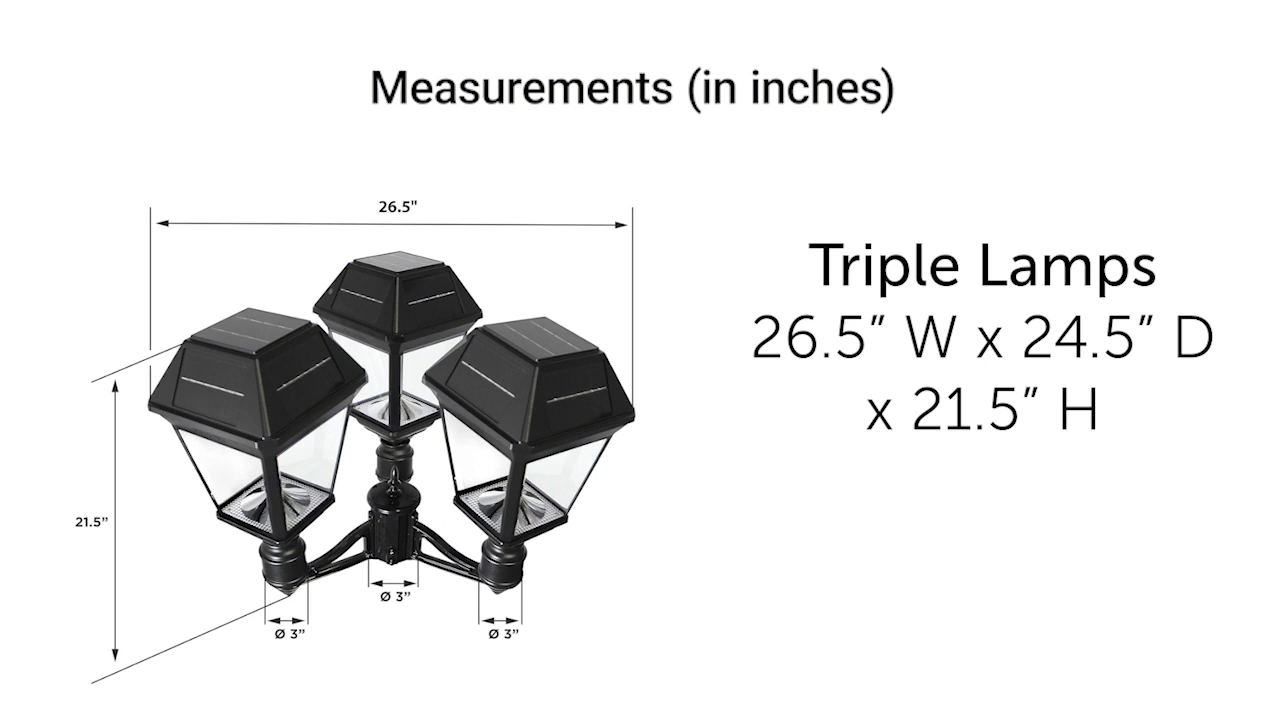 Measurements (in inches)
26.5"
21.5”
Ø 3”
Ø 3”
Ø 3”
Triple Lamps
26.5” W x 24.5” D
x 21.5” H